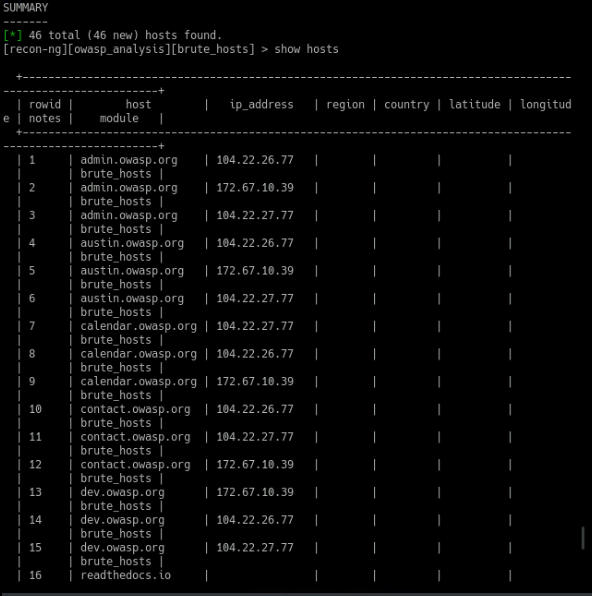 SUMMARY
-------
[*] 46 total (46 new) hosts found.
[recon-ng][owasp_analysis][brute_hosts] > show hosts
+-------------------------------------------------------------------------------------
------------------------+
| rowid | host | ip_address | region | country | latitude | longitud
e | notes | module |
+-------------------------------------------------------------------------------------
------------------------+
| 1 | admin.owasp.org | 104.22.26.77 | | | |
| | brute_hosts |
| 2 | admin.owasp.org | 172.67.10.39 | | | |
| | brute_hosts |
| 3 | admin.owasp.org | 104.22.27.77 | | | |
| | brute_hosts |
| 4 | austin.owasp.org | 104.22.26.77 | | | |
| | brute_hosts |
| 5 | austin.owasp.org | 172.67.10.39 | | | |
| | brute_hosts |
| 6 | austin.owasp.org | 104.22.27.77 | | | |
| | brute_hosts |
| 7 | calendar.owasp.org | 104.22.27.77 | | | |
| | brute_hosts |
| 8 | calendar.owasp.org | 104.22.26.77 | | | |
| | brute_hosts |
| 9 | calendar.owasp.org | 172.67.10.39 | | | |
| | brute_hosts |
| 10 | contact.owasp.org | 104.22.26.77 | | | |
| | brute_hosts |
| 11 | contact.owasp.org | 104.22.27.77 | | | |
| | brute_hosts |
| 12 | contact.owasp.org | 172.67.10.39 | | | |
| | brute_hosts |
| 13 | dev.owasp.org | 172.67.10.39 | | | |
| | brute_hosts |
| 14 | dev.owasp.org | 104.22.26.77 | | | |
| | brute_hosts |
| 15 | dev.owasp.org | 104.22.27.77 | | | |
| | brute_hosts |
| 16 | readthedocs.io | | | | |